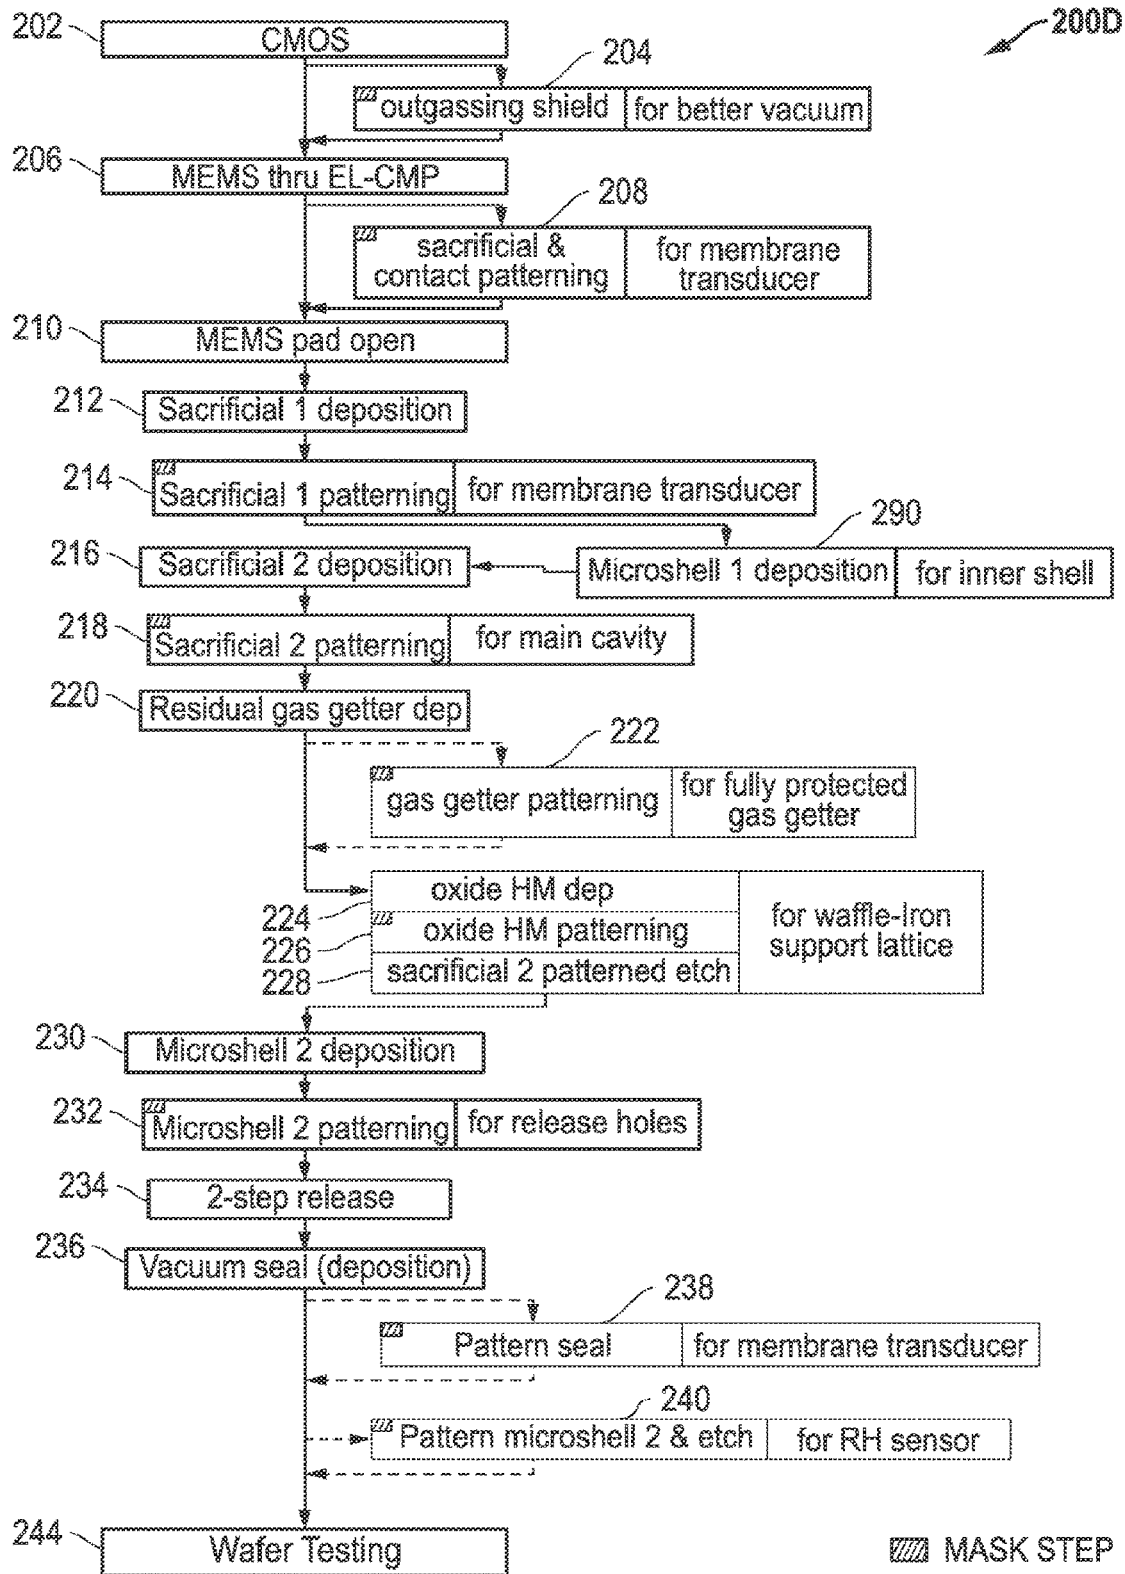 200D
202
CMOS
204
outgassing shield
for better vacuum
206
MEMS thru EL-CMP
208
sacrificial &
contact patterning
for membrane
transducer
210
MEMS pad open
212
Sacrificial 1 deposition
214
Sacrificial 1 patterning
for membrane transducer
290
216
Sacrificial 2 deposition
Microshell 1 deposition
for inner shell
218
Sacrificial 2 patterning
for main cavity
220
Residual gas getter dep
222
gas getter patterning
for fully protected
gas getter
224
oxide HM dep
226
oxide HM patterning
228
sacrificial 2 patterned etch
for waffle-Iron
support lattice
230
Microshell 2 deposition
232
Microshell 2 patterning
for release holes
234
2-step release
236
Vacuum seal (deposition)
238
Pattern seal
for membrane transducer
240
Pattern microshell 2 & etch
for RH sensor
244
Wafer Testing
MASK STEP